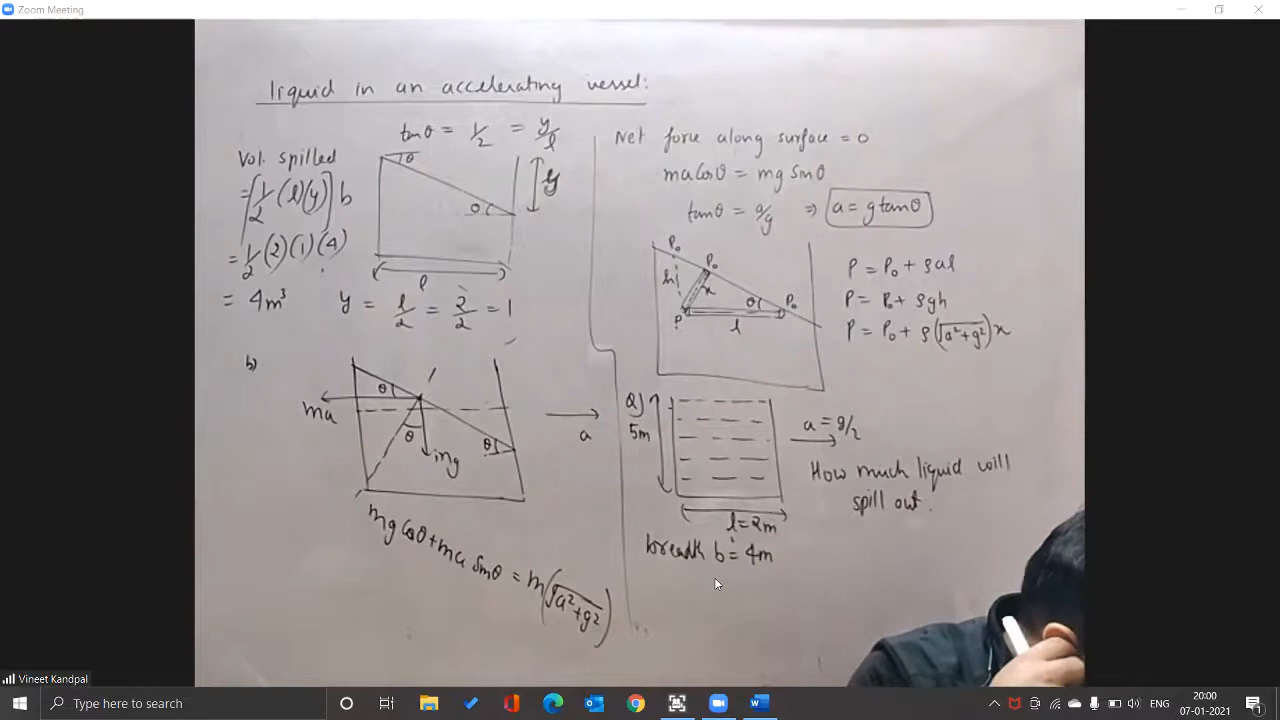 Zoom Meeting
liquid in an accelerating vessel:
tanθ = 1/2 = y/l
Vol. spilled
= [1/2 (l)(y)] b
= 1/2 (2)(1)(4)
= 4m³
θ
θ
y
l
y = l/2 = 2/2 = 1
b)
θ
ma
θ
mg
θ
a
mg cosθ + ma sinθ = m(√a²+g²)
Net force along surface = 0
ma cosθ = mg sinθ
tanθ = a/g ⇒ a = g tanθ
P₀
P₀
h
x
θ
P₀
P
l
P = P₀ + ρal
P = P₀ + ρgh
P = P₀ + ρ(√a²+g²)x
Q)
5m
a = g/2
How much liquid will
spill out.
l = 2m
breadth b = 4m
Vineet Kandpal
Type here to search
ENG
20:00
07-01-2021